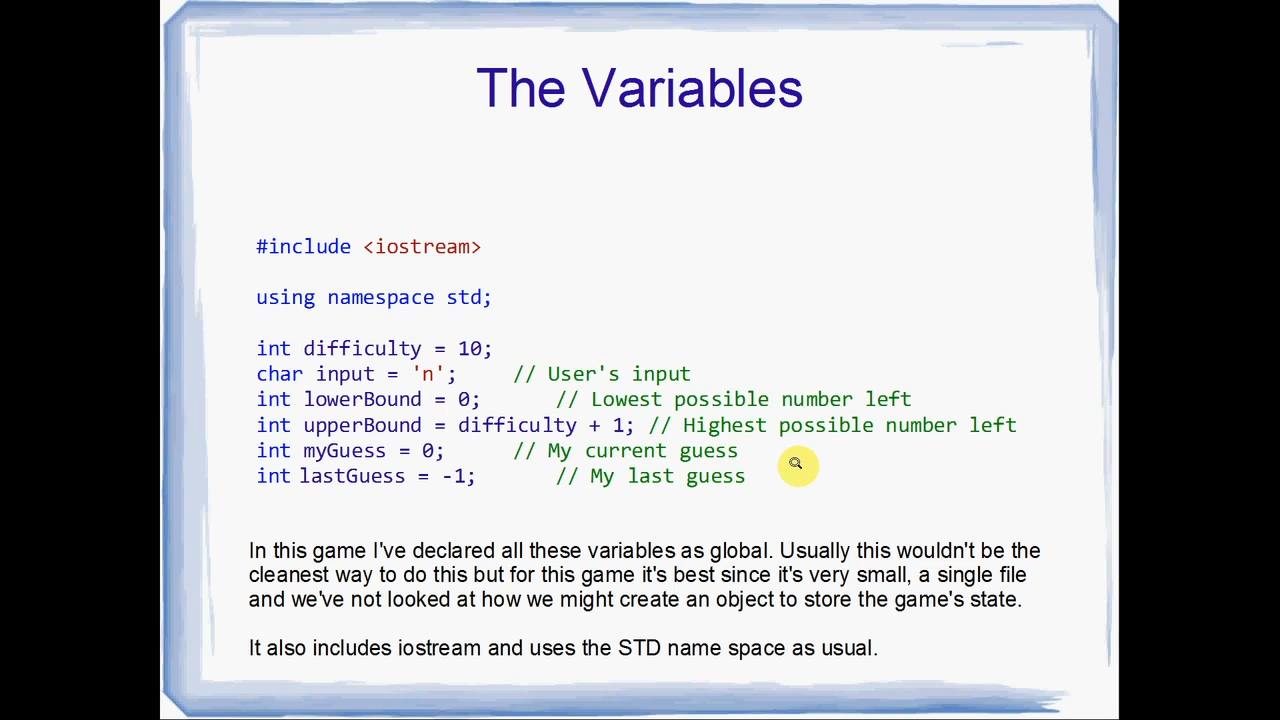 The Variables
#include <iostream>
using namespace std;
int difficulty = 10;
char input = 'n'; // User's input
int lowerBound = 0; // Lowest possible number left
int upperBound = difficulty + 1; // Highest possible number left
int myGuess = 0; // My current guess
int lastGuess = -1; // My last guess
In this game I've declared all these variables as global. Usually this wouldn't be the
cleanest way to do this but for this game it's best since it's very small, a single file
and we've not looked at how we might create an object to store the game's state.
It also includes iostream and uses the STD name space as usual.